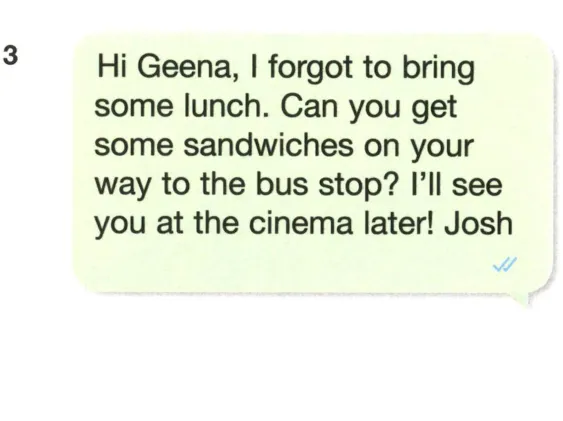 3
Hi Geena, I forgot to bring
some lunch. Can you get
some sandwiches on your
way to the bus stop? I'll see
you at the cinema later! Josh